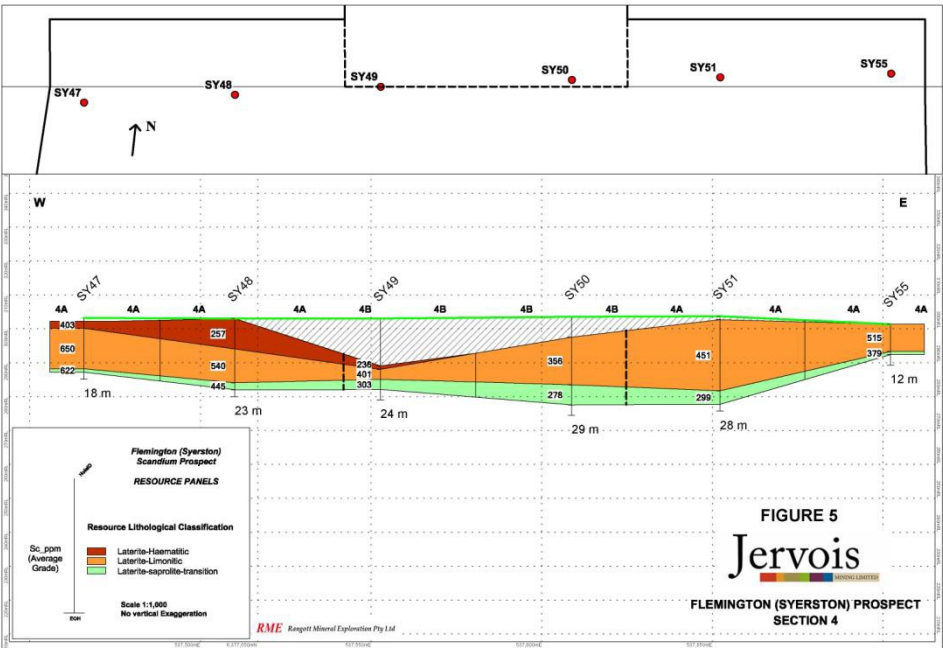 SY47
SY48
SY49
SY50
SY51
SY55
N
W
E
SY47
SY48
SY49
SY50
SY51
SY55
4A 4A 4A 4A 4B 4B 4B 4B 4A 4A 4A 4A
403
650
622
257
540
445
236
401
303
356
278
451
299
515
379
18 m
23 m
24 m
29 m
28 m
12 m
Flemington (Syerston)
Scandium Prospect
RESOURCE PANELS
HoleID
Resource Lithological Classification
Sc_ppm
(Average
Grade)
Laterite-Haematitic
Laterite-Limonitic
Laterite-saprolite-transition
EOH
Scale 1:1,000
No vertical Exaggeration
RME Rangott Mineral Exploration Pty Ltd
FIGURE 5
Jervois
MINING LIMITED
FLEMINGTON (SYERSTON) PROSPECT
SECTION 4